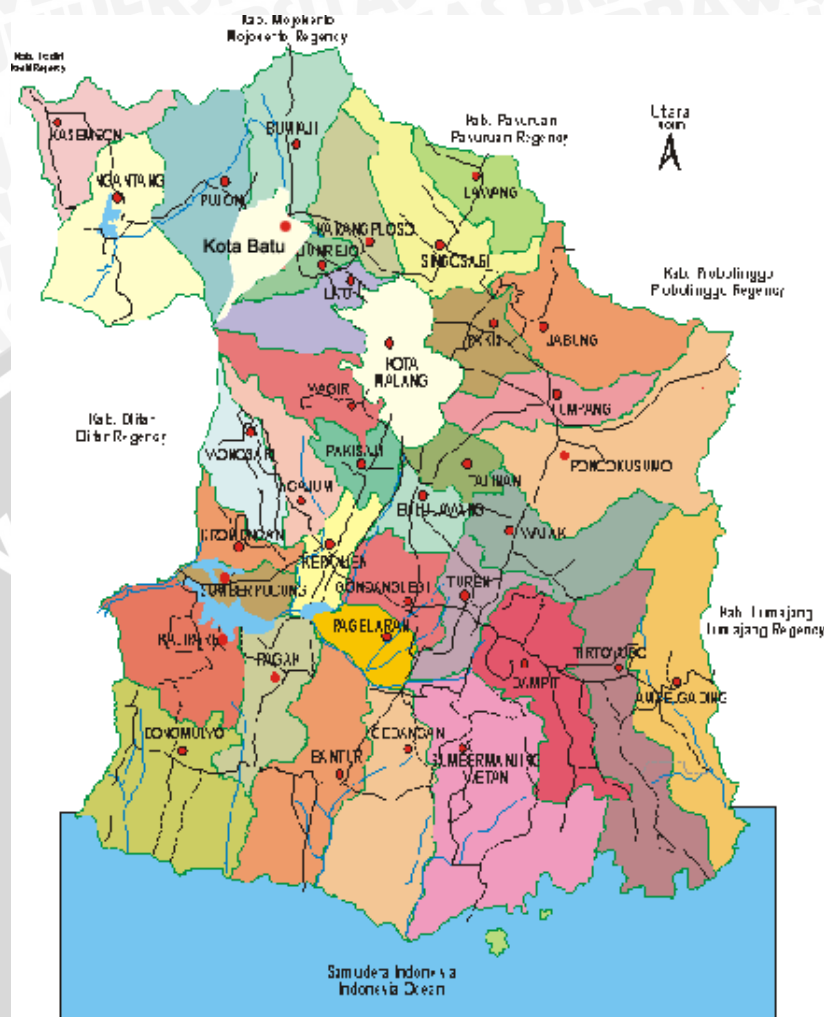 Kab. Mojokerto
Mojokerto Regency
Kab. Pasuruan
Pasuruan Regency
Utara
KASEMBON
BUMIAJI
NGANTANG
PUJON
LAWANG
Kota Batu
KARANGPLOSO
JUNREJO
SINGOSARI
DAU
Kab. Probolinggo
Probolinggo Regency
PAKIS
JABUNG
KOTA
MALANG
WAGIR
TUMPANG
Kab. Blitar
Blitar Regency
WONOSARI
PAKISAJI
PONCOKUSUMO
TAJINAN
NGAJUM
BULULAWANG
WAJAK
KROMENGAN
KEPANJEN
SUMBERPUCUNG
GONDANGLEGI
TUREN
Kab. Lumajang
Lumajang Regency
KALIPARE
PAGELARAN
PAGAK
DAMPIT
TIRTOYUDO
AMPELGADING
DONOMULYO
BANTUR
GEDANGAN
SUMBERMANJING
WETAN
Samudera Indonesia
Indonesia Ocean